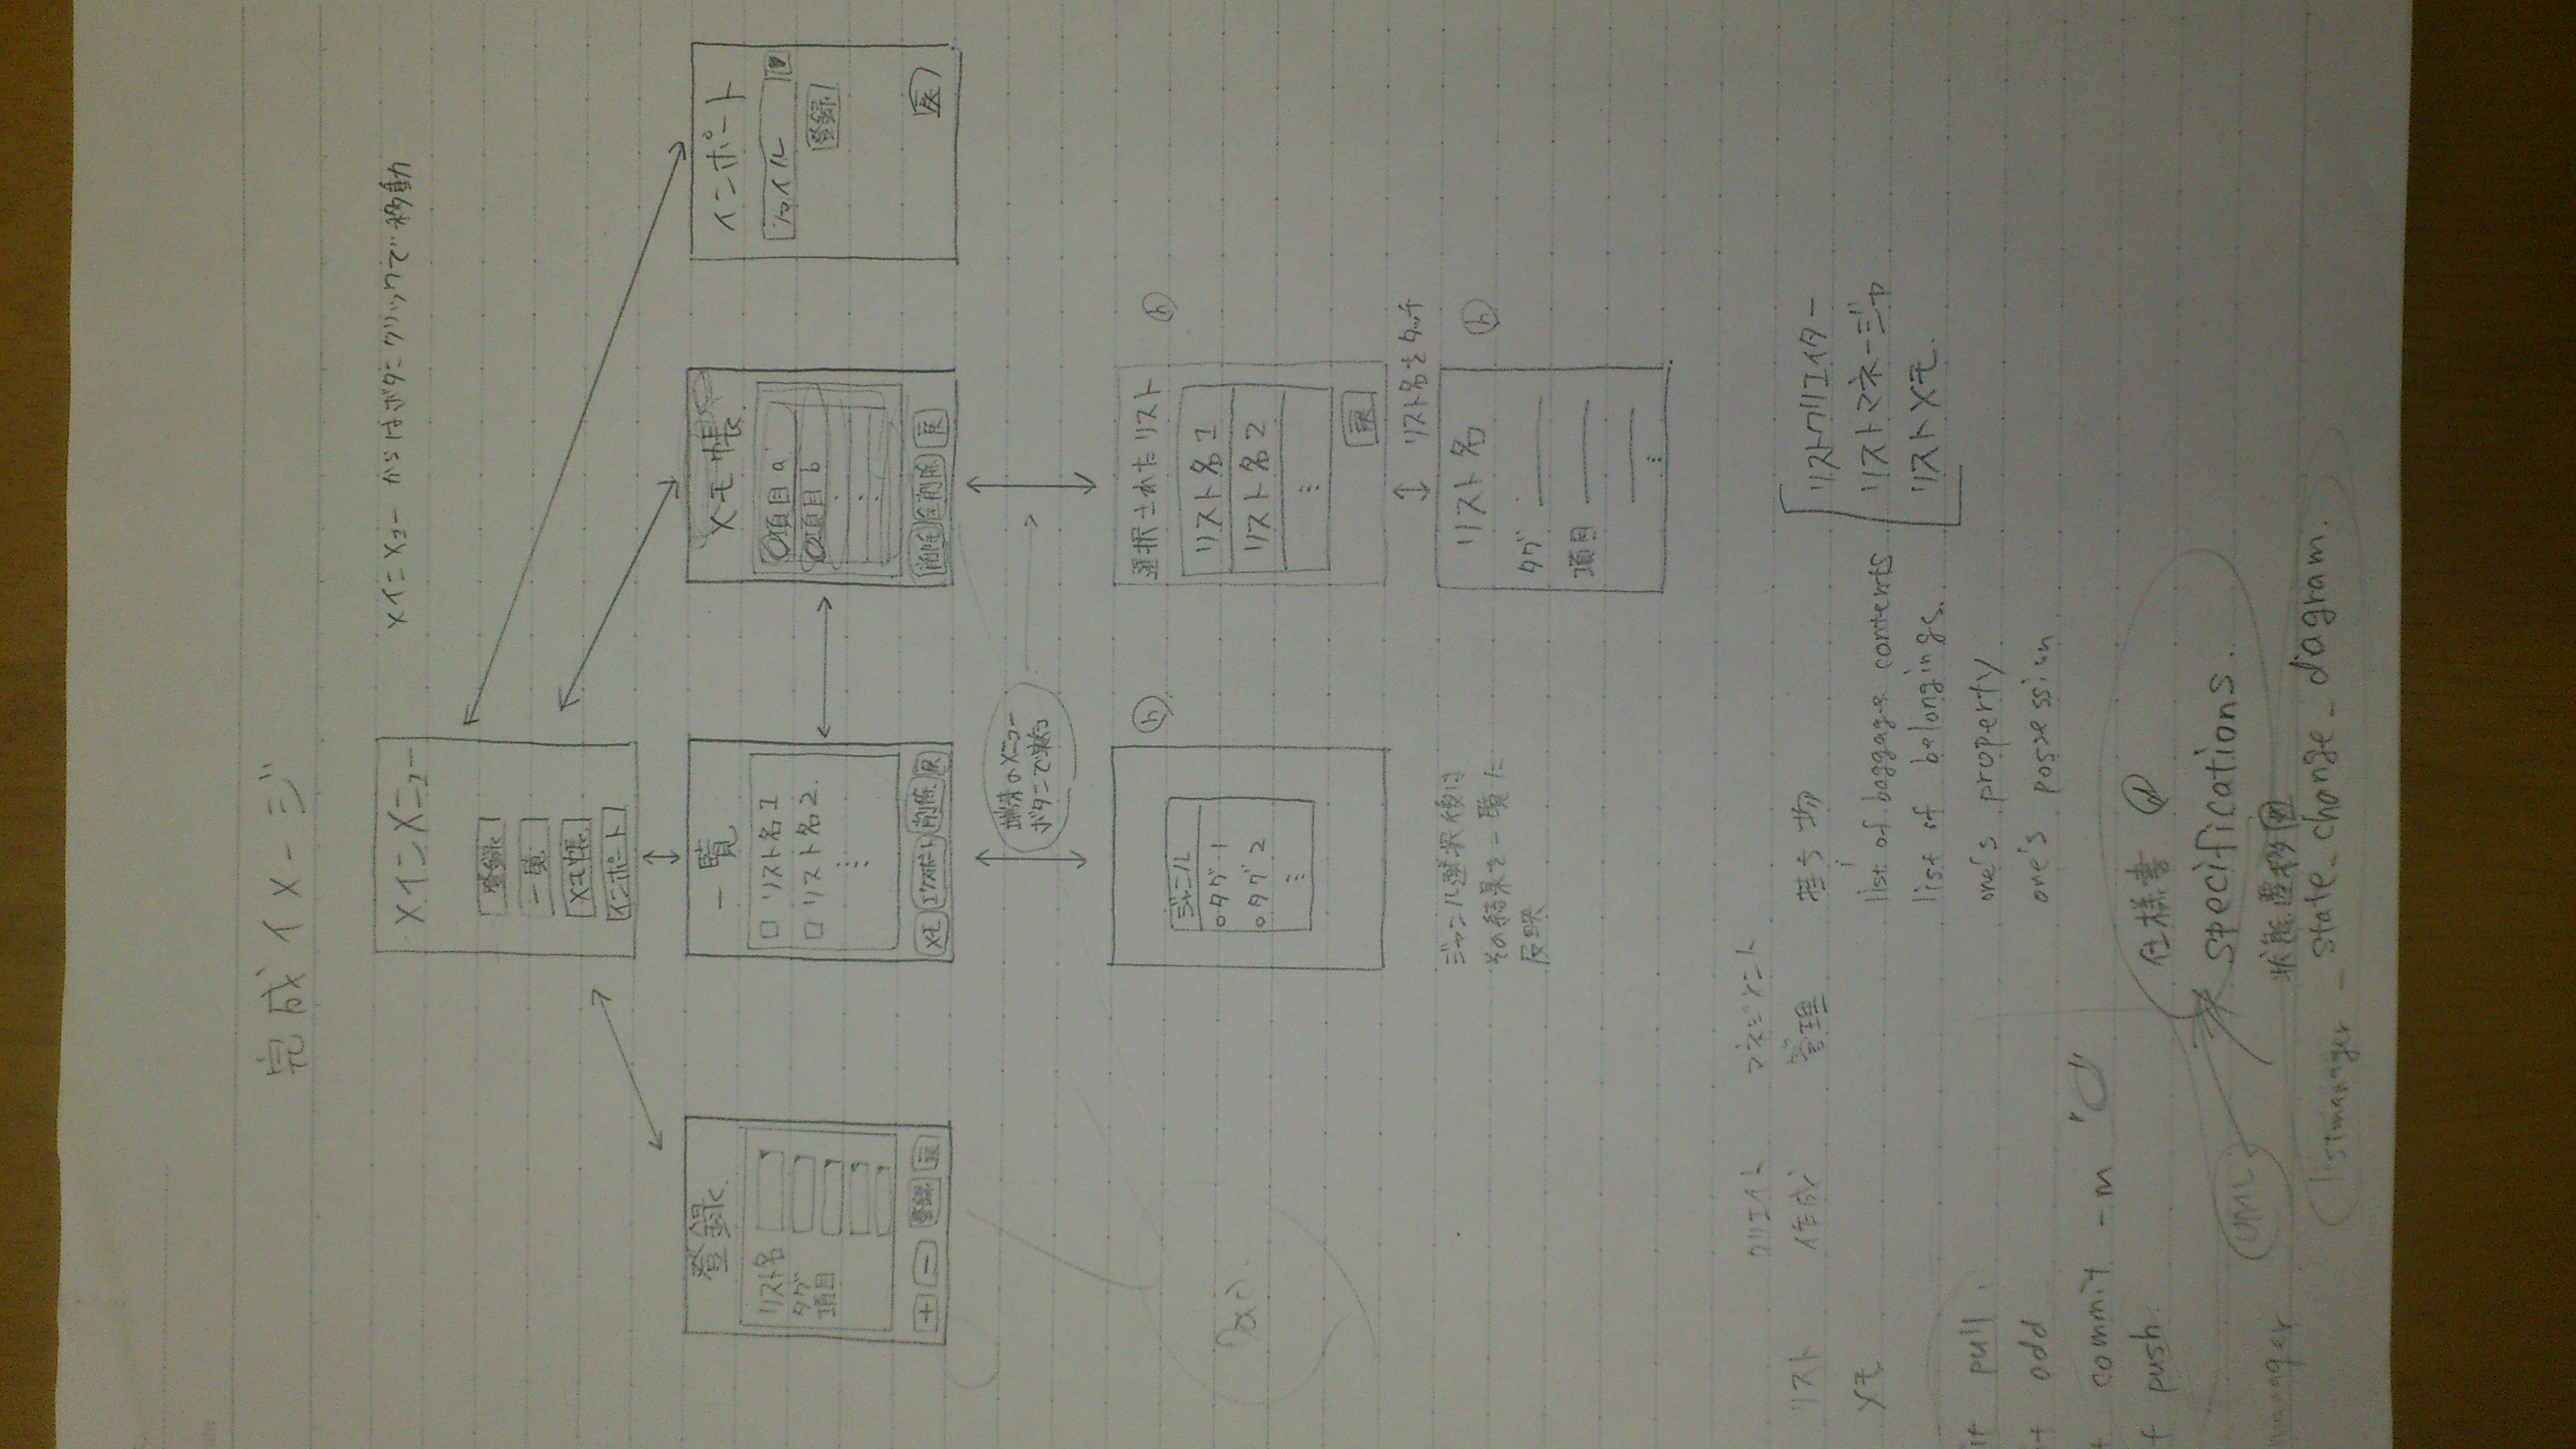 完成イメージ
メインメニュー
メインメューからはボタンクリックで移動
登録
一覧
メモ帳
インポート
登録
リスト名
タグ
項目
+ - 登録 戻
一覧
□ リスト名1
□ リスト名2
メモ エクスポート 削除 戻
メモ帳
○項目a
○項目b
削除 全削除 戻
インポート
ファイル ▼
登録
戻
端末のメニュー
ボタンで実行
ジャンル
○タグ1
○タグ2
h
ジャンル選択後は
その結果を一覧に
反映
選択されたリスト
h
リスト名1
リスト名2
戻
リスト名をタッチ
リスト名
h
タグ
項目
クリエイト マネジメント
リスト 作成 管理 持ち物
メモ
list of baggage contents
list of belongings.
one's property
one's possession
リストクリエイター
リストマネージャ
リストメモ.
it pull
it add
t commit -m "○"
t push.
仕様書
specifications.
UML
manager
状態遷移図
listmanager _ state_change_diagram.